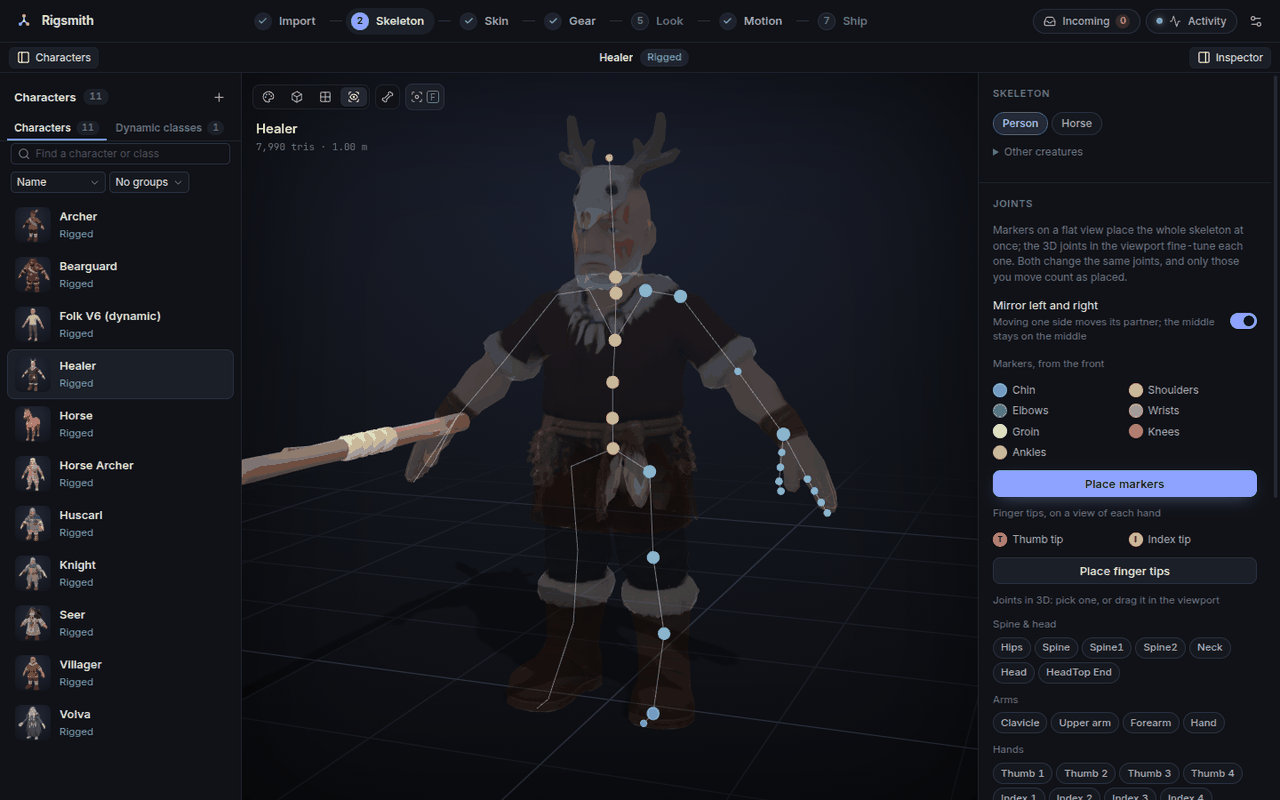 Rigsmith
Import
2 Skeleton
Skin
Gear
5 Look
Motion
7 Ship
Incoming 0
Activity
Characters
Healer Rigged
Inspector
Characters 11
Characters 11
Dynamic classes 1
Find a character or class
Name
No groups
Archer
Rigged
Bearguard
Rigged
Folk V6 (dynamic)
Rigged
Healer
Rigged
Horse
Rigged
Horse Archer
Rigged
Huscarl
Rigged
Knight
Rigged
Seer
Rigged
Villager
Rigged
Volva
Rigged
F
Healer
7,990 tris · 1.00 m
SKELETON
Person
Horse
Other creatures
JOINTS
Markers on a flat view place the whole skeleton at
once; the 3D joints in the viewport fine-tune each
one. Both change the same joints, and only those
you move count as placed.
Mirror left and right
Moving one side moves its partner; the middle
stays on the middle
Markers, from the front
Chin
Shoulders
Elbows
Wrists
Groin
Knees
Ankles
Place markers
Finger tips, on a view of each hand
T Thumb tip
I Index tip
Place finger tips
Joints in 3D: pick one, or drag it in the viewport
Spine & head
Hips
Spine
Spine1
Spine2
Neck
Head
HeadTop End
Arms
Clavicle
Upper arm
Forearm
Hand
Hands
Thumb 1
Thumb 2
Thumb 3
Thumb 4
Index 1
Index 2
Index 3
Index 4